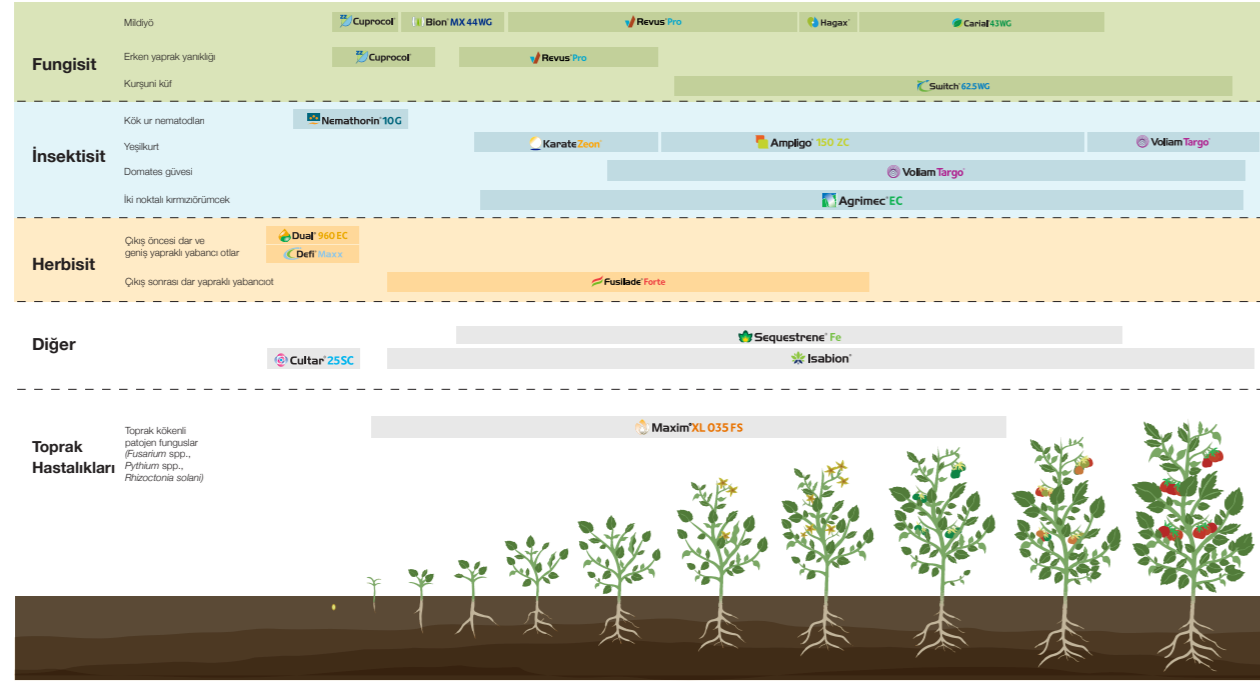 Mildiyö
Cuprocol®
Bion® MX 44WG
Revus® Pro
Hagax®
Carial® 43WG
Fungisit
Erken yaprak yanıklığı
Cuprocol®
Revus® Pro
Kurşuni küf
Switch® 62.5WG
Kök ur nematodları
Nemathorin® 10G
İnsektisit
Yeşilkurt
Karate Zeon®
Ampligo® 150 ZC
Voliam Targo®
Domates güvesi
Voliam Targo®
İki noktalı kırmızıörümcek
Agrimec® EC
Herbisit
Çıkış öncesi dar ve
geniş yapraklı yabancı otlar
Dual® 960 EC
Defi® Maxx
Çıkış sonrası dar yapraklı yabancıot
Fusilade® Forte
Diğer
Sequestrene® Fe
Cultar® 25 SC
Isabion®
Toprak
Hastalıkları
Toprak kökenli
patojen funguslar
(Fusarium spp.,
Pythium spp.,
Rhizoctonia solani)
Maxim® XL 035 FS